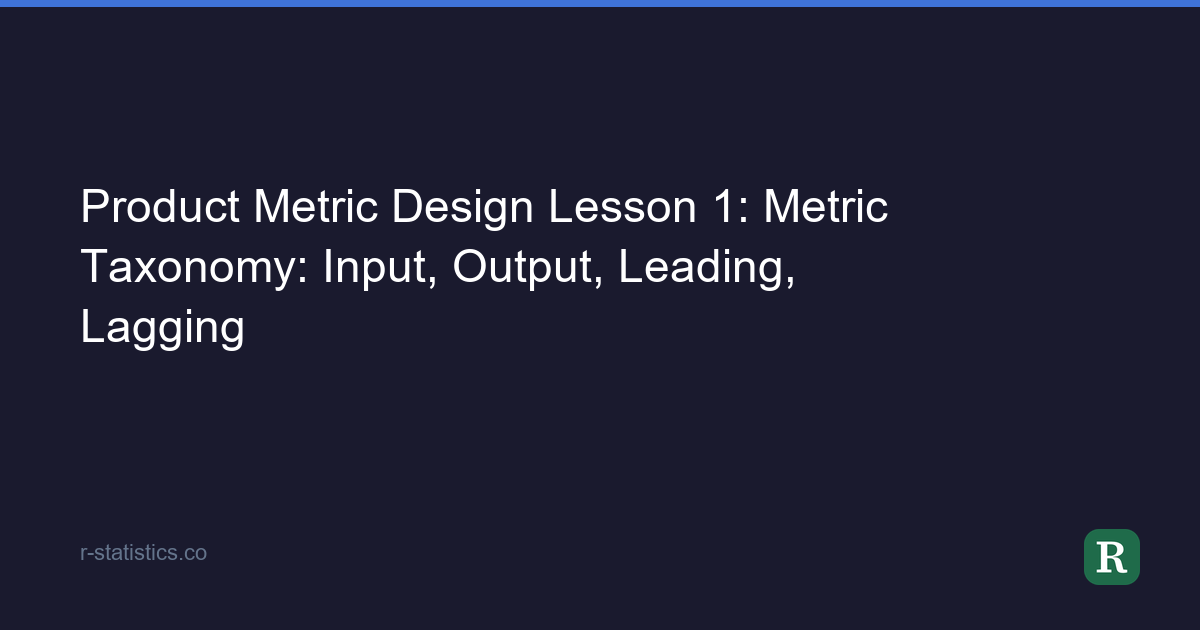 Product Metric Design Lesson 1: Metric
Taxonomy: Input, Output, Leading,
Lagging
r-statistics.co
R